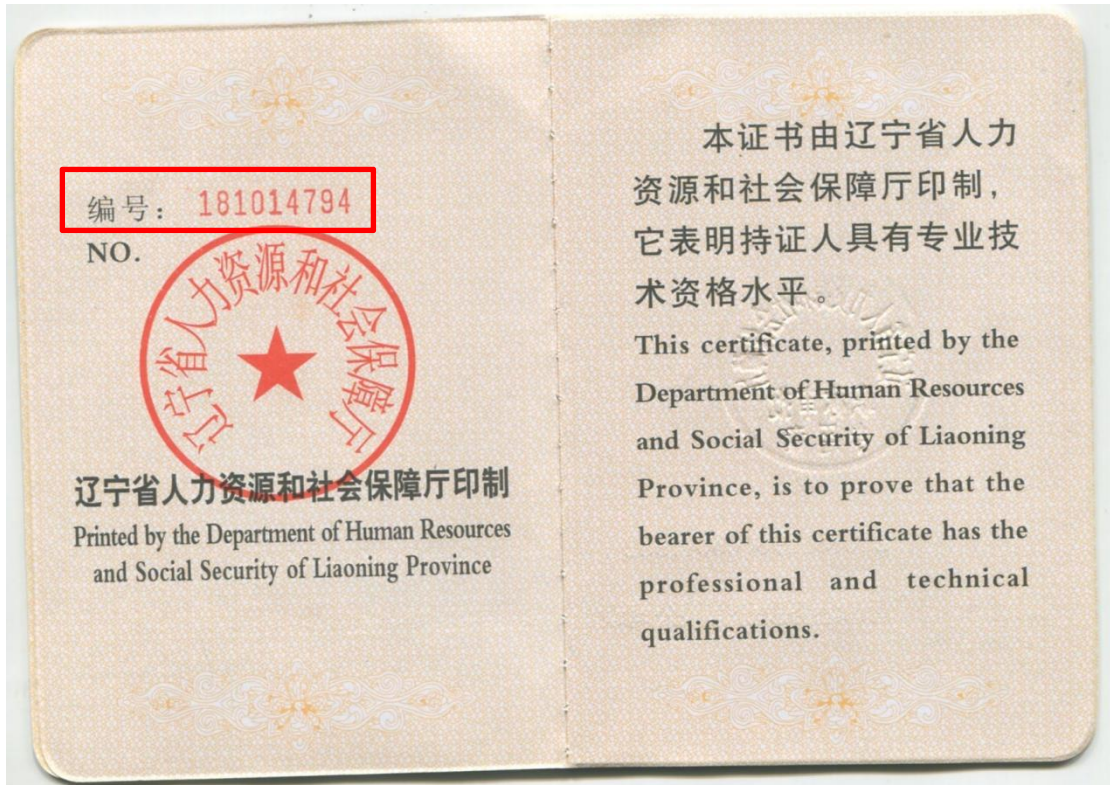 编号： 181014794
NO.
辽宁省人力资源和社会保障厅
辽宁省人力资源和社会保障厅印制
Printed by the Department of Human Resources
and Social Security of Liaoning Province
本证书由辽宁省人力
资源和社会保障厅印制，
它表明持证人具有专业技
术资格水平。
This certificate, printed by the
Department of Human Resources
and Social Security of Liaoning
Province, is to prove that the
bearer of this certificate has the
professional and technical
qualifications.